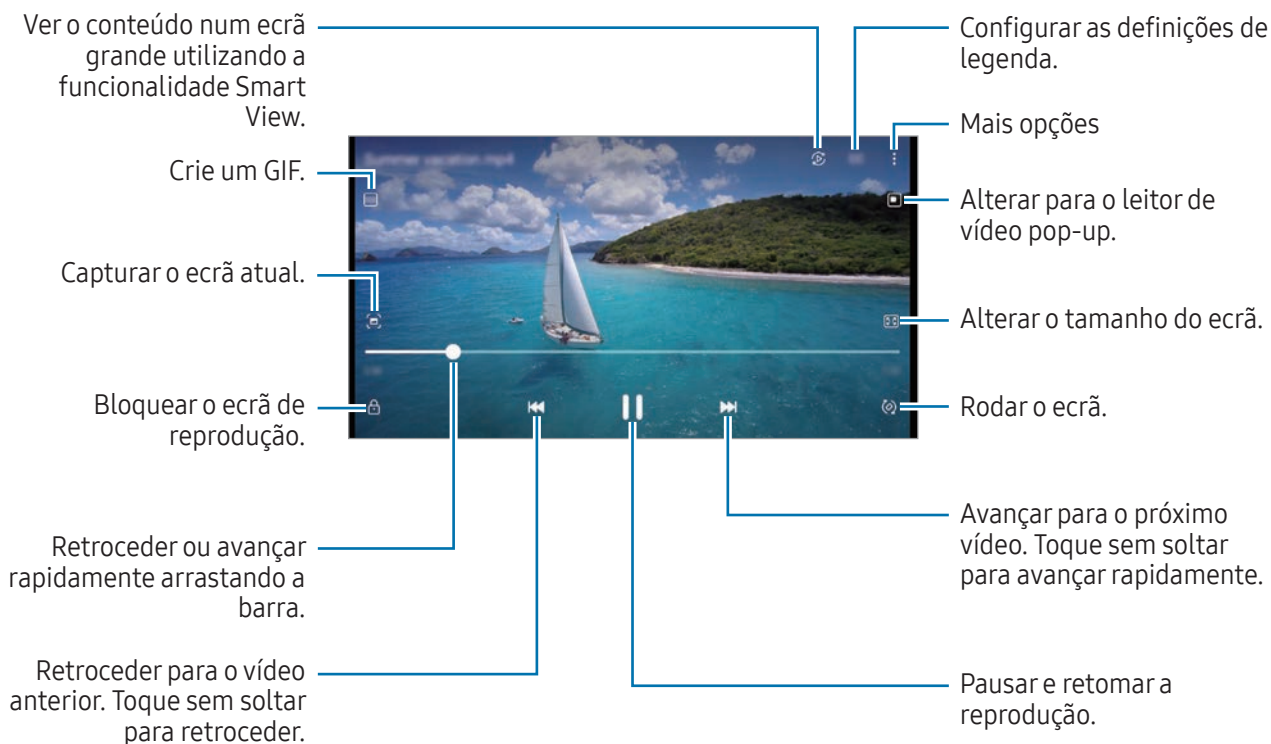 Ver o conteúdo num ecrã
grande utilizando a
funcionalidade Smart
View.
Crie um GIF.
Capturar o ecrã atual.
Bloquear o ecrã de
reprodução.
Retroceder ou avançar
rapidamente arrastando a
barra.
Retroceder para o vídeo
anterior. Toque sem soltar
para retroceder.
Configurar as definições de
legenda.
Mais opções
Alterar para o leitor de
vídeo pop-up.
Alterar o tamanho do ecrã.
Rodar o ecrã.
Avançar para o próximo
vídeo. Toque sem soltar
para avançar rapidamente.
Pausar e retomar a
reprodução.